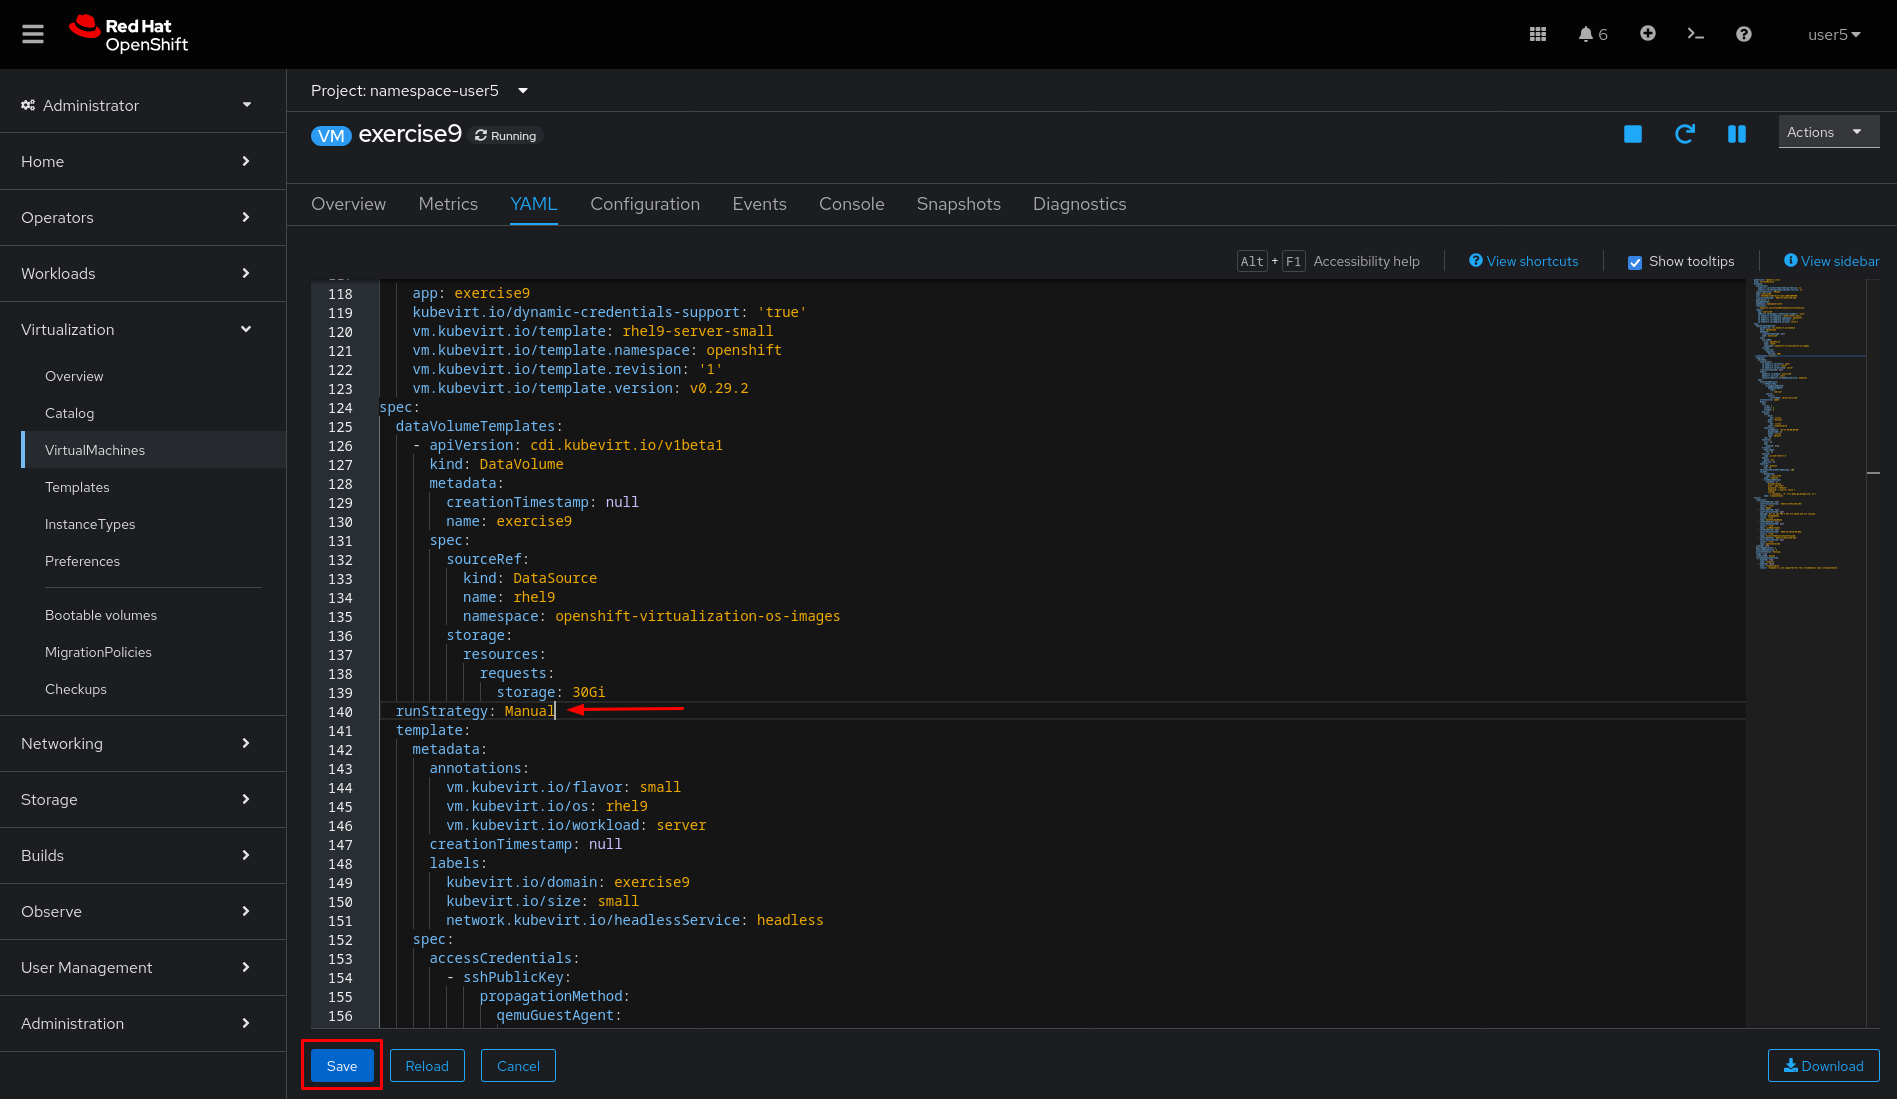 Red Hat
OpenShift
6
user5
Administrator
Home
Operators
Workloads
Virtualization
Overview
Catalog
VirtualMachines
Templates
InstanceTypes
Preferences
Bootable volumes
MigrationPolicies
Checkups
Networking
Storage
Builds
Observe
User Management
Administration
Project: namespace-user5
VM exercise9 Running
Actions
Overview Metrics YAML Configuration Events Console Snapshots Diagnostics
Alt + F1 Accessibility help View shortcuts Show tooltips View sidebar
118 app: exercise9
119 kubevirt.io/dynamic-credentials-support: 'true'
120 vm.kubevirt.io/template: rhel9-server-small
121 vm.kubevirt.io/template.namespace: openshift
122 vm.kubevirt.io/template.revision: '1'
123 vm.kubevirt.io/template.version: v0.29.2
124 spec:
125 dataVolumeTemplates:
126 - apiVersion: cdi.kubevirt.io/v1beta1
127 kind: DataVolume
128 metadata:
129 creationTimestamp: null
130 name: exercise9
131 spec:
132 sourceRef:
133 kind: DataSource
134 name: rhel9
135 namespace: openshift-virtualization-os-images
136 storage:
137 resources:
138 requests:
139 storage: 30Gi
140 runStrategy: Manual
141 template:
142 metadata:
143 annotations:
144 vm.kubevirt.io/flavor: small
145 vm.kubevirt.io/os: rhel9
146 vm.kubevirt.io/workload: server
147 creationTimestamp: null
148 labels:
149 kubevirt.io/domain: exercise9
150 kubevirt.io/size: small
151 network.kubevirt.io/headlessService: headless
152 spec:
153 accessCredentials:
154 - sshPublicKey:
155 propagationMethod:
156 qemuGuestAgent:
Save Reload Cancel Download